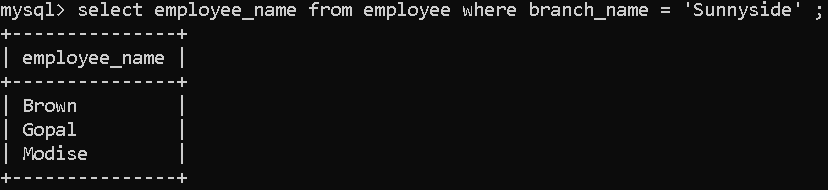 mysql> select employee_name from employee where branch_name = 'Sunnyside' ;
+---------------+
| employee_name |
+---------------+
| Brown         |
| Gopal         |
| Modise        |
+---------------+